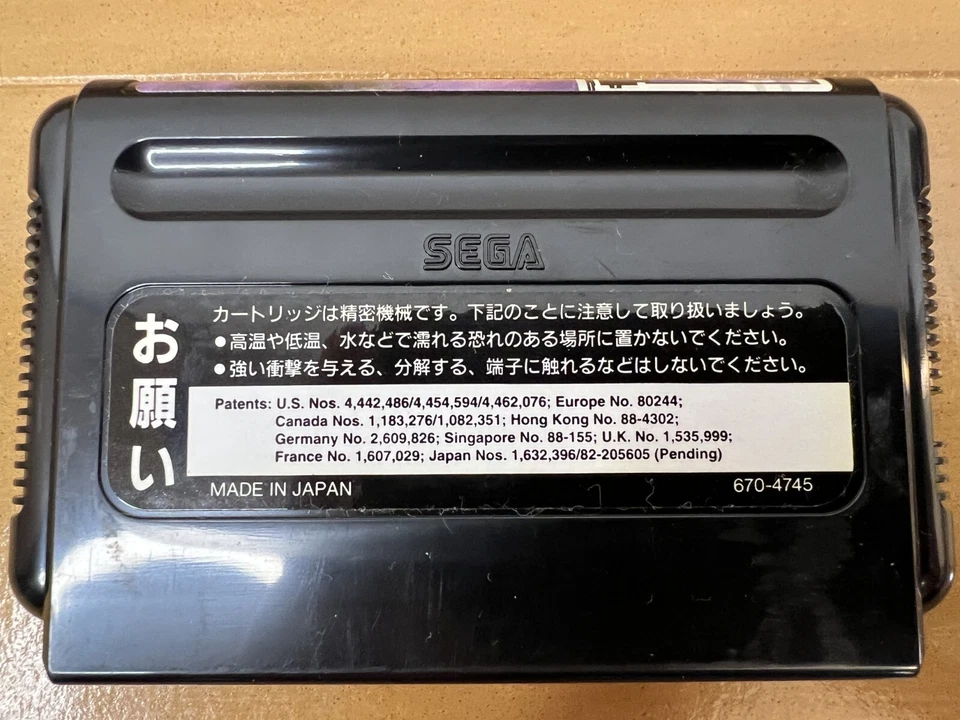 SEGA
お願い
カートリッジは精密機械です。下記のことに注意して取り扱いましょう。
●高温や低温、水などで濡れる恐れのある場所に置かないでください。
●強い衝撃を与える、分解する、端子に触れるなどはしないでください。
Patents: U.S. Nos. 4,442,486/4,454,594/4,462,076; Europe No. 80244;
Canada Nos. 1,183,276/1,082,351; Hong Kong No. 88-4302;
Germany No. 2,609,826; Singapore No. 88-155; U.K. No. 1,535,999;
France No. 1,607,029; Japan Nos. 1,632,396/82-205605 (Pending)
MADE IN JAPAN 670-4745